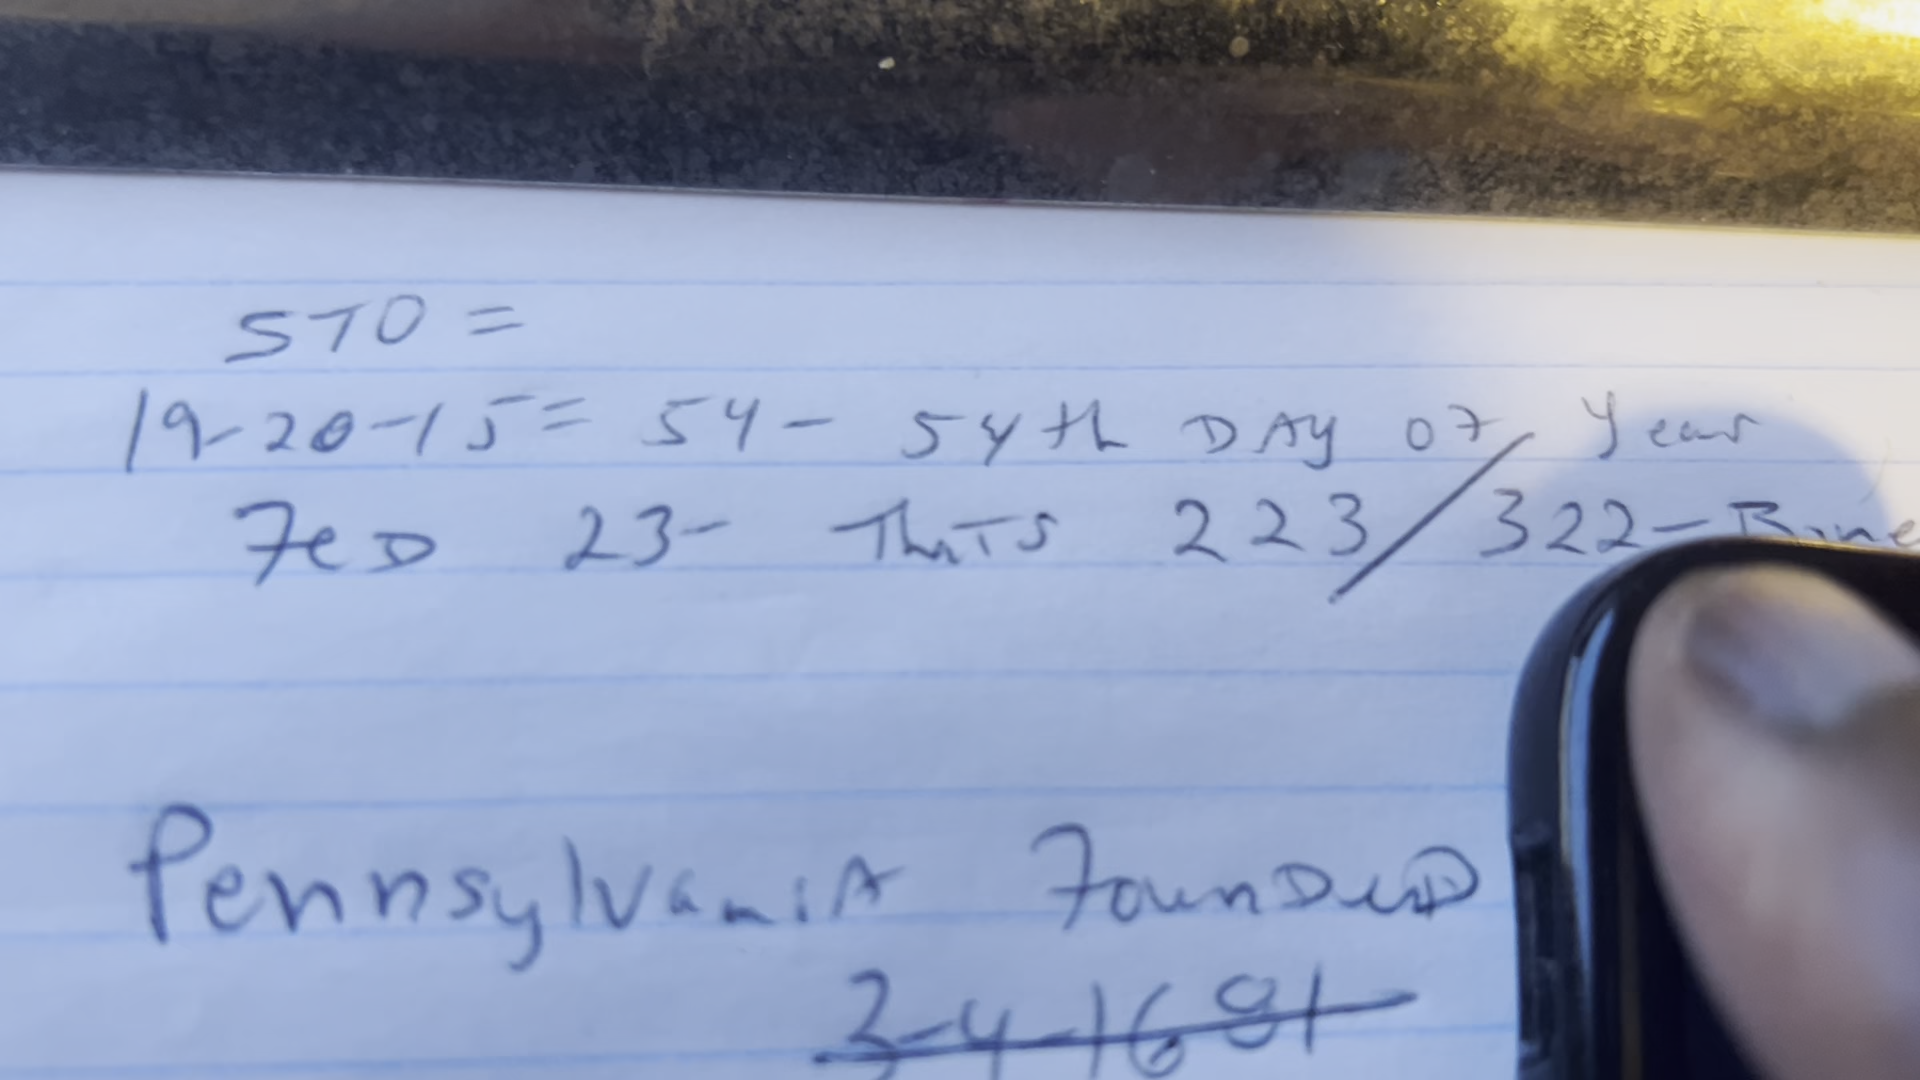 STO =
19-20-15= 54- 54th DAY OF Year
FeD 23- ThATS 223/322- Bone
PennsylvaniA FounDeD
3-4-1681